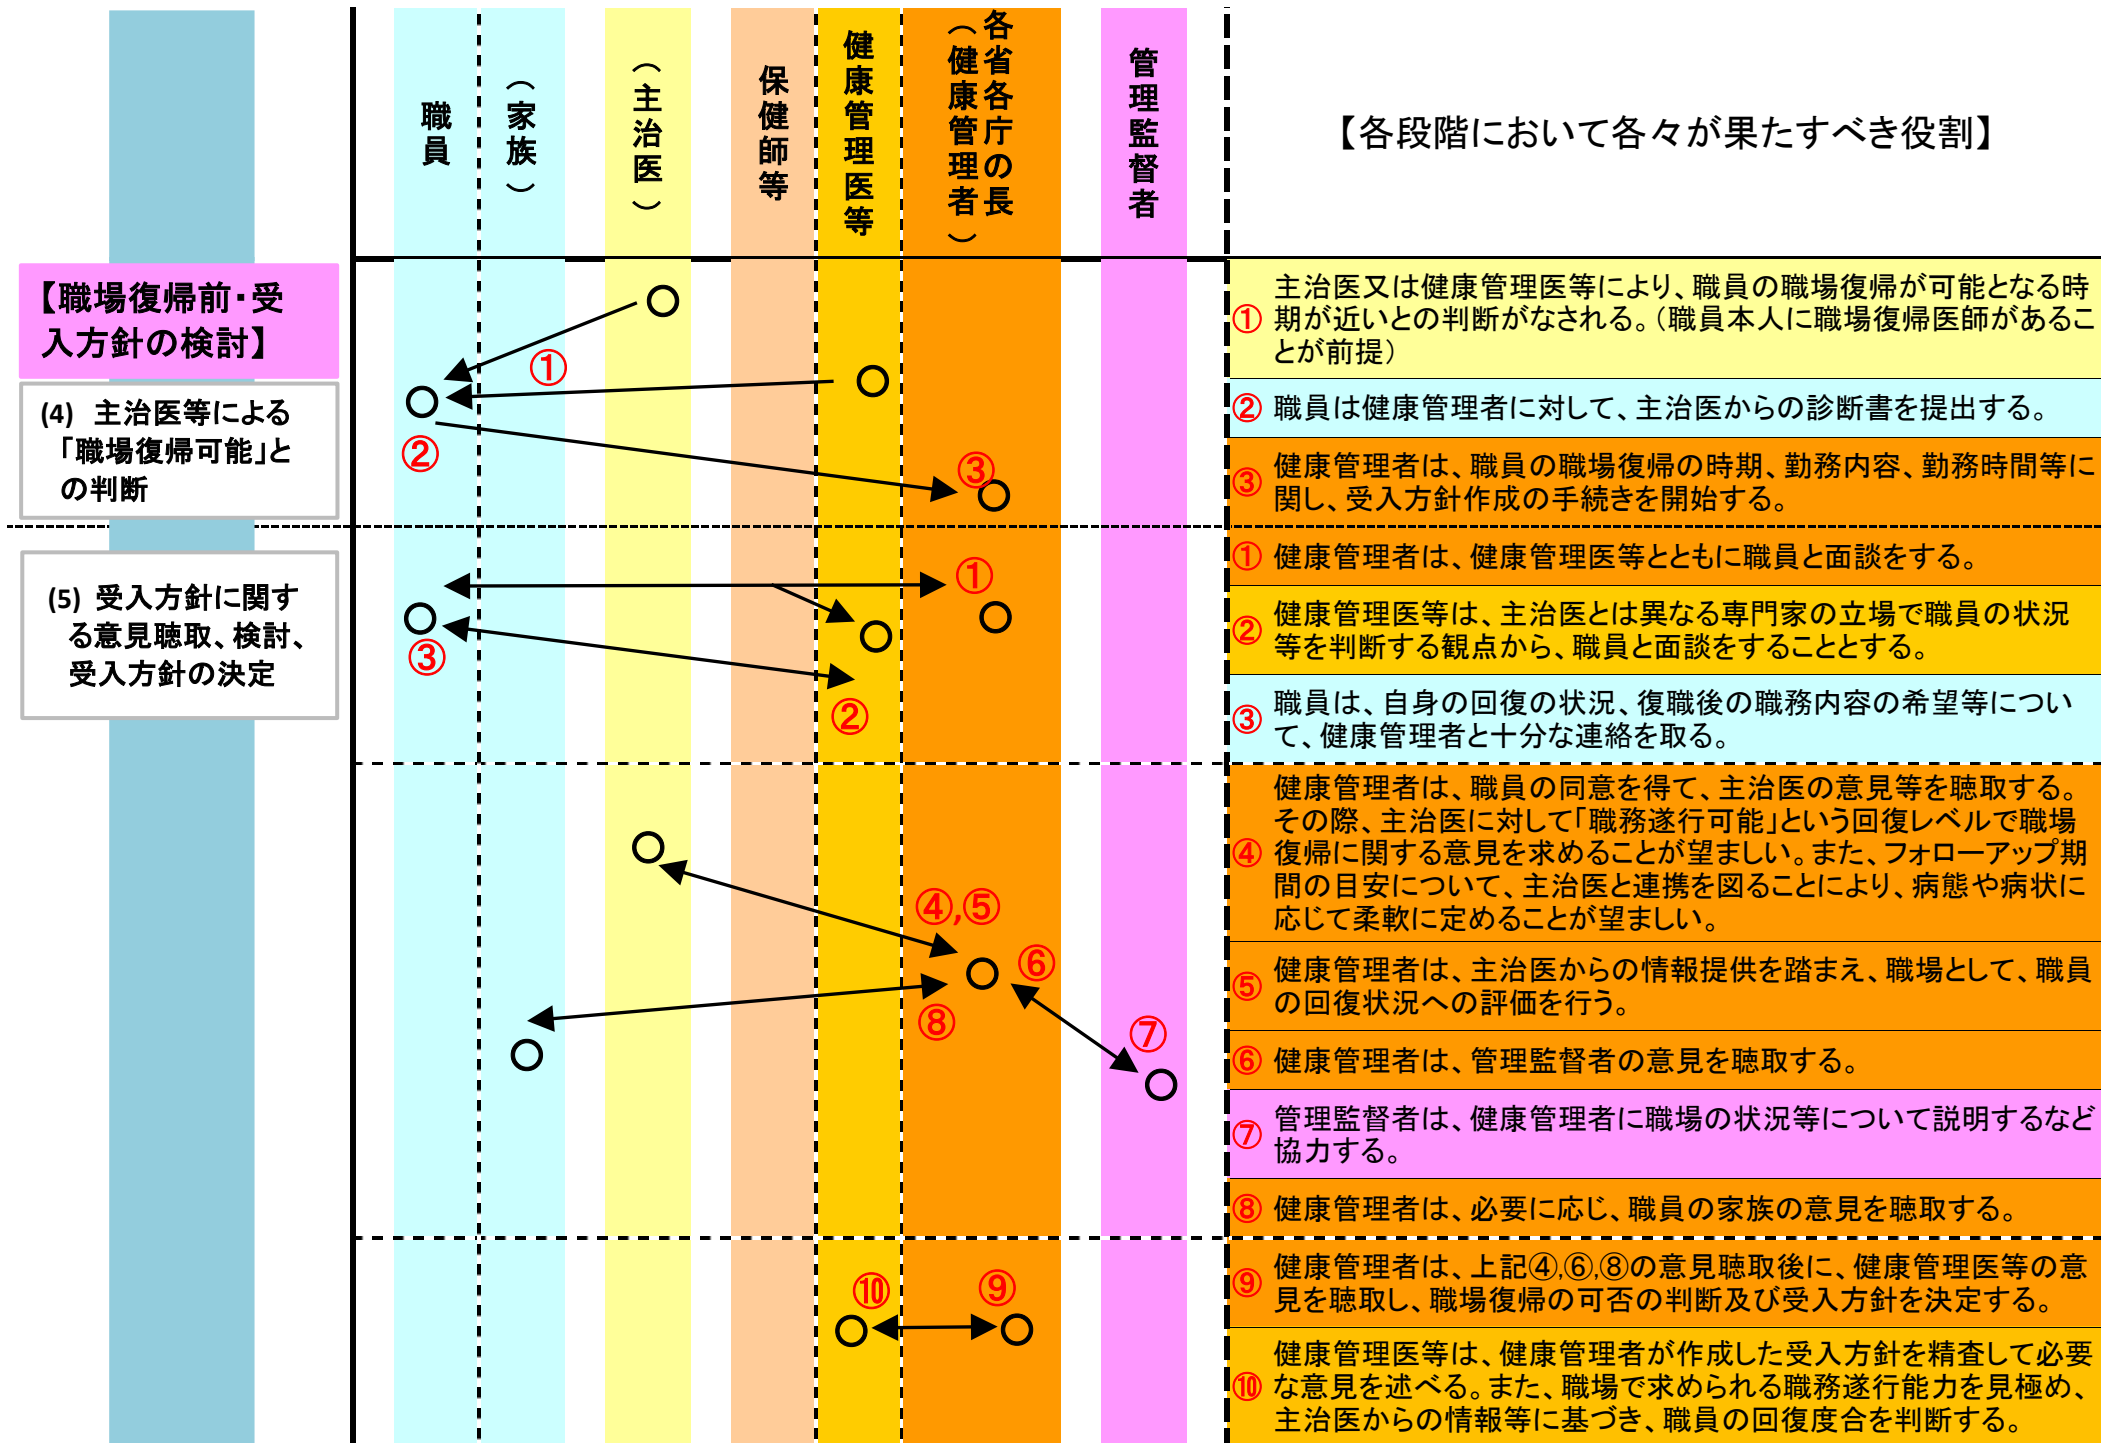 職員
（家族）
（主治医）
保健師等
健康管理医等
各省各庁の長
（健康管理者）
管理監督者
【各段階において各々が果たすべき役割】
【職場復帰前・受
入方針の検討】
(4) 主治医等による
「職場復帰可能」と
の判断
①
②
③
① 主治医又は健康管理医等により、職員の職場復帰が可能となる時
期が近いとの判断がなされる。（職員本人に職場復帰医師があるこ
とが前提）
② 職員は健康管理者に対して、主治医からの診断書を提出する。
③ 健康管理者は、職員の職場復帰の時期、勤務内容、勤務時間等に
関し、受入方針作成の手続きを開始する。
(5) 受入方針に関す
る意見聴取、検討、
受入方針の決定
①
③
②
① 健康管理者は、健康管理医等とともに職員と面談をする。
② 健康管理医等は、主治医とは異なる専門家の立場で職員の状況
等を判断する観点から、職員と面談をすることとする。
③ 職員は、自身の回復の状況、復職後の職務内容の希望等につい
て、健康管理者と十分な連絡を取る。
④,⑤
⑥
⑧
⑦
④ 健康管理者は、職員の同意を得て、主治医の意見等を聴取する。
その際、主治医に対して「職務遂行可能」という回復レベルで職場
復帰に関する意見を求めることが望ましい。また、フォローアップ期
間の目安について、主治医と連携を図ることにより、病態や病状に
応じて柔軟に定めることが望ましい。
⑤ 健康管理者は、主治医からの情報提供を踏まえ、職場として、職員
の回復状況への評価を行う。
⑥ 健康管理者は、管理監督者の意見を聴取する。
⑦ 管理監督者は、健康管理者に職場の状況等について説明するなど
協力する。
⑧ 健康管理者は、必要に応じ、職員の家族の意見を聴取する。
⑩
⑨
⑨ 健康管理者は、上記④,⑥,⑧の意見聴取後に、健康管理医等の意
見を聴取し、職場復帰の可否の判断及び受入方針を決定する。
⑩ 健康管理医等は、健康管理者が作成した受入方針を精査して必要
な意見を述べる。また、職場で求められる職務遂行能力を見極め、
主治医からの情報等に基づき、職員の回復度合を判断する。